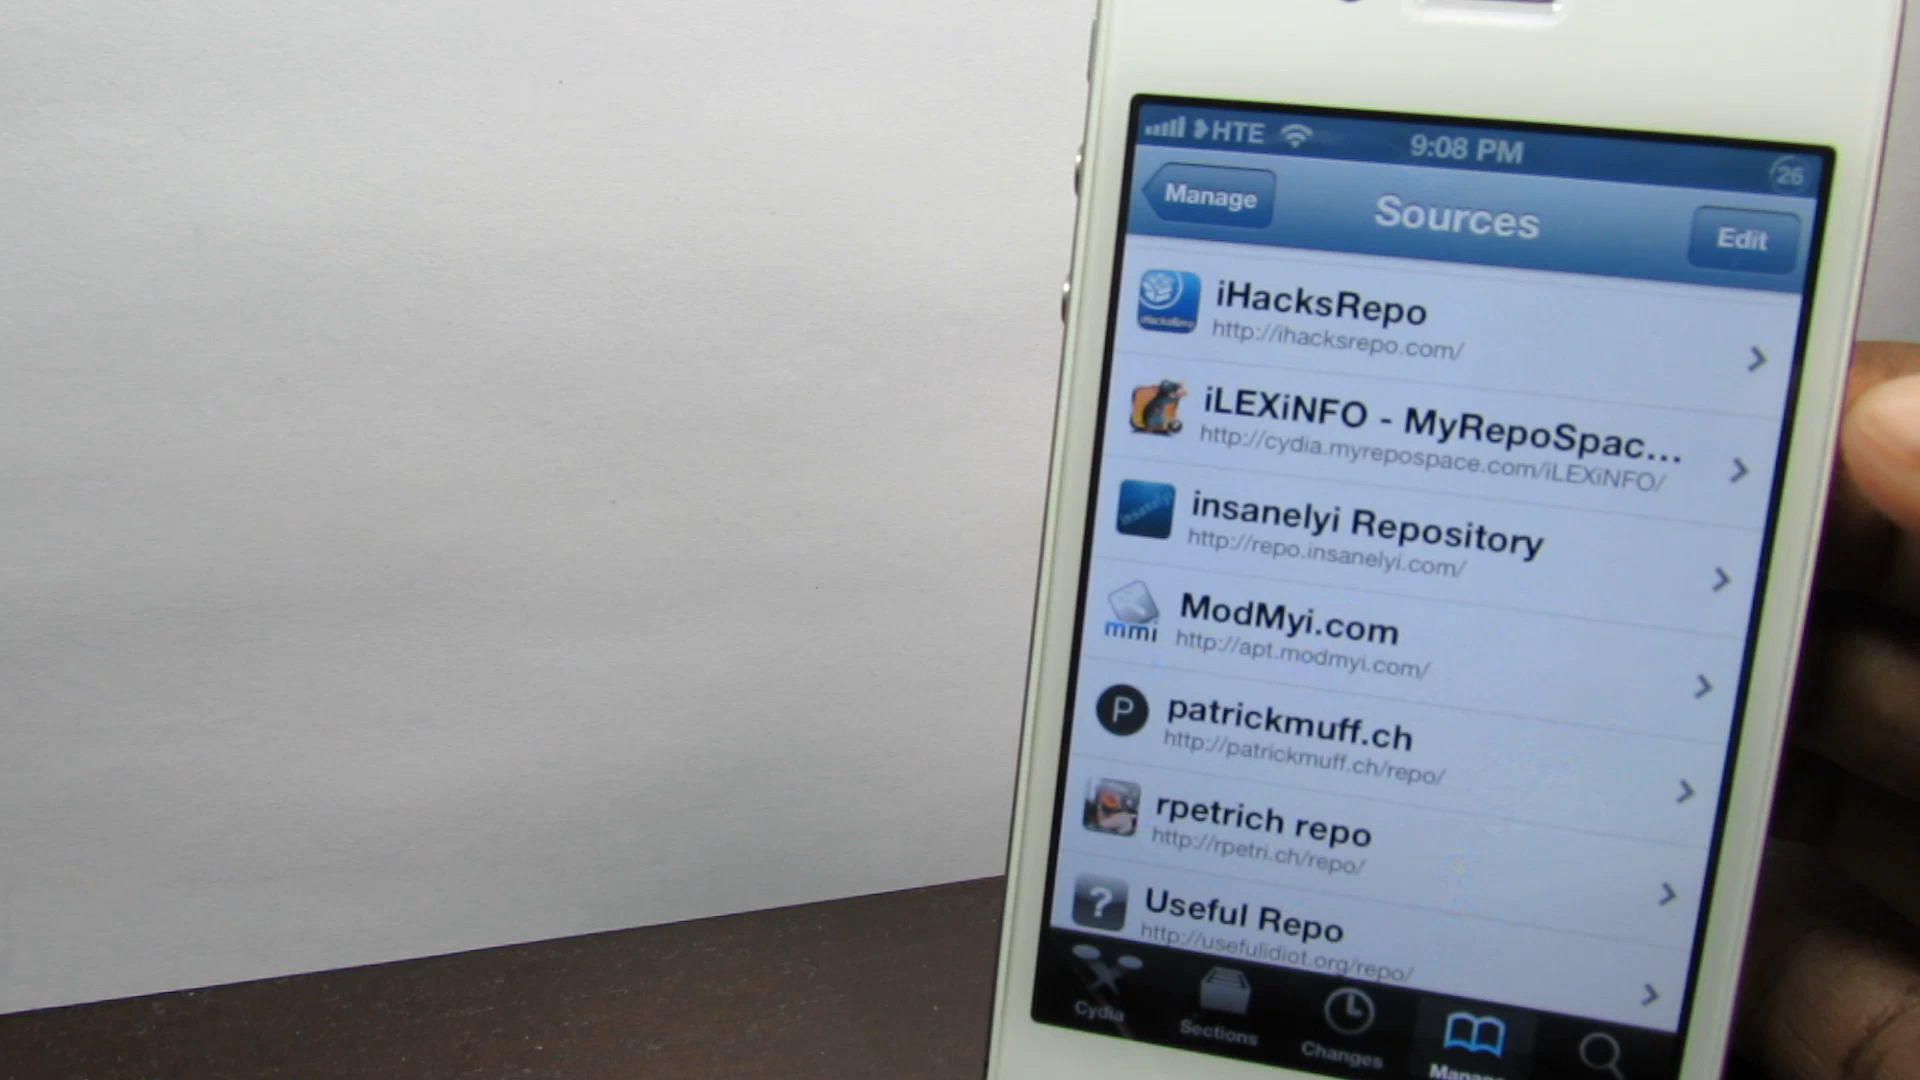 HTE 9:08 PM 26
Manage Sources Edit
iHacksRepo
http://ihacksrepo.com/
iLEXiNFO - MyRepoSpac...
http://cydia.myrepospace.com/iLEXiNFO/
insanelyi
insanelyi Repository
http://repo.insanelyi.com/
mmi
ModMyi.com
http://apt.modmyi.com/
P
patrickmuff.ch
http://patrickmuff.ch/repo/
rpetrich repo
http://rpetri.ch/repo/
?
Useful Repo
http://usefulidiot.org/repo/
Cydia Sections Changes Manage